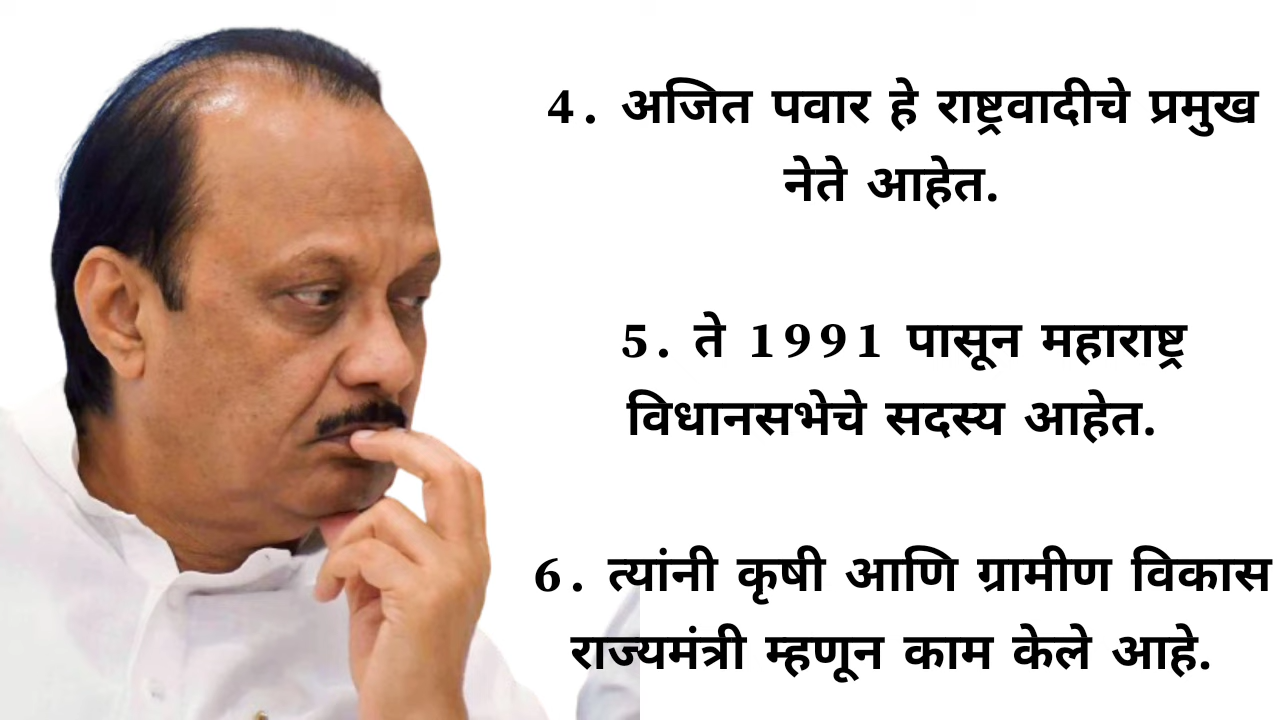 4. अजित पवार हे राष्ट्रवादीचे प्रमुख
नेते आहेत.
5. ते 1991 पासून महाराष्ट्र
विधानसभेचे सदस्य आहेत.
6. त्यांनी कृषी आणि ग्रामीण विकास
राज्यमंत्री म्हणून काम केले आहे.